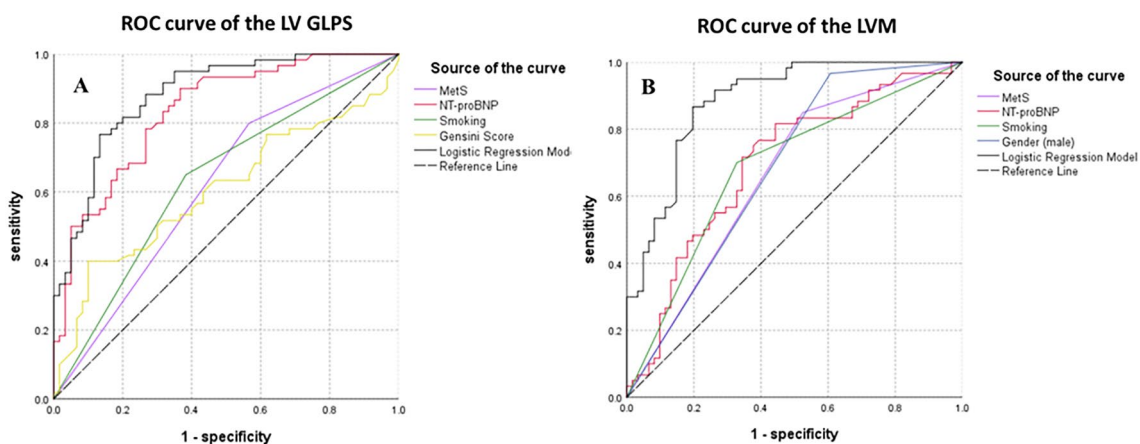 ROC curve of the LV GLPS
A
1.0
0.8
0.6
0.4
0.2
0.0
sensitivity
0.0 0.2 0.4 0.6 0.8 1.0
1 - specificity
Source of the curve
MetS
NT-proBNP
Smoking
Gensini Score
Logistic Regression Mode
Reference Line
ROC curve of the LVM
B
1.0
0.8
0.6
0.4
0.2
0.0
sensitivity
0.0 0.2 0.4 0.6 0.8 1.0
1 - specificity
Source of the curve
MetS
NT-proBNP
Smoking
Gender (male)
Logistic Regression Model
Reference Line